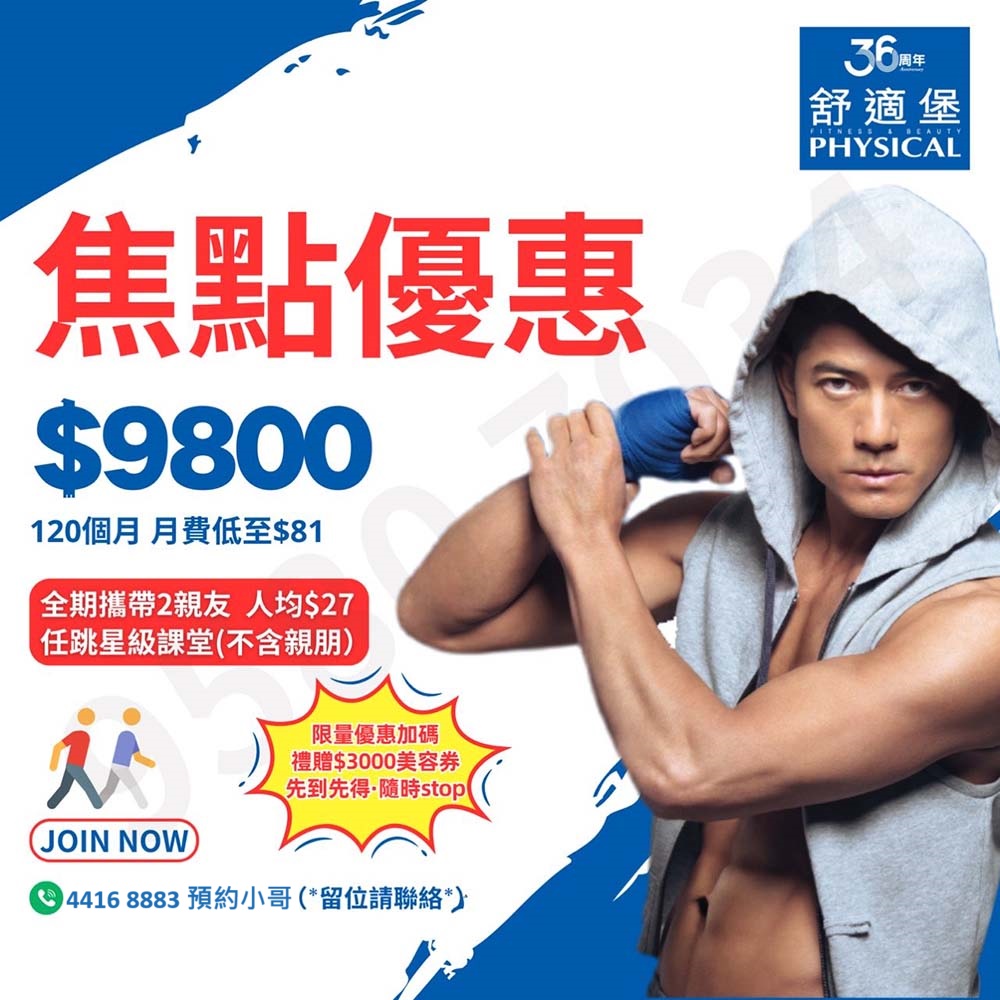 36周年
Anniversary
舒適堡
FITNESS & BEAUTY
PHYSICAL
焦點優惠
$9800
120個月 月費低至$81
全期攜帶2親友 人均$27
任跳星級課堂(不含親朋)
限量優惠加碼
禮贈$3000美容券
先到先得·隨時stop
JOIN NOW
4416 8883 預約小哥 (*留位請聯絡*)